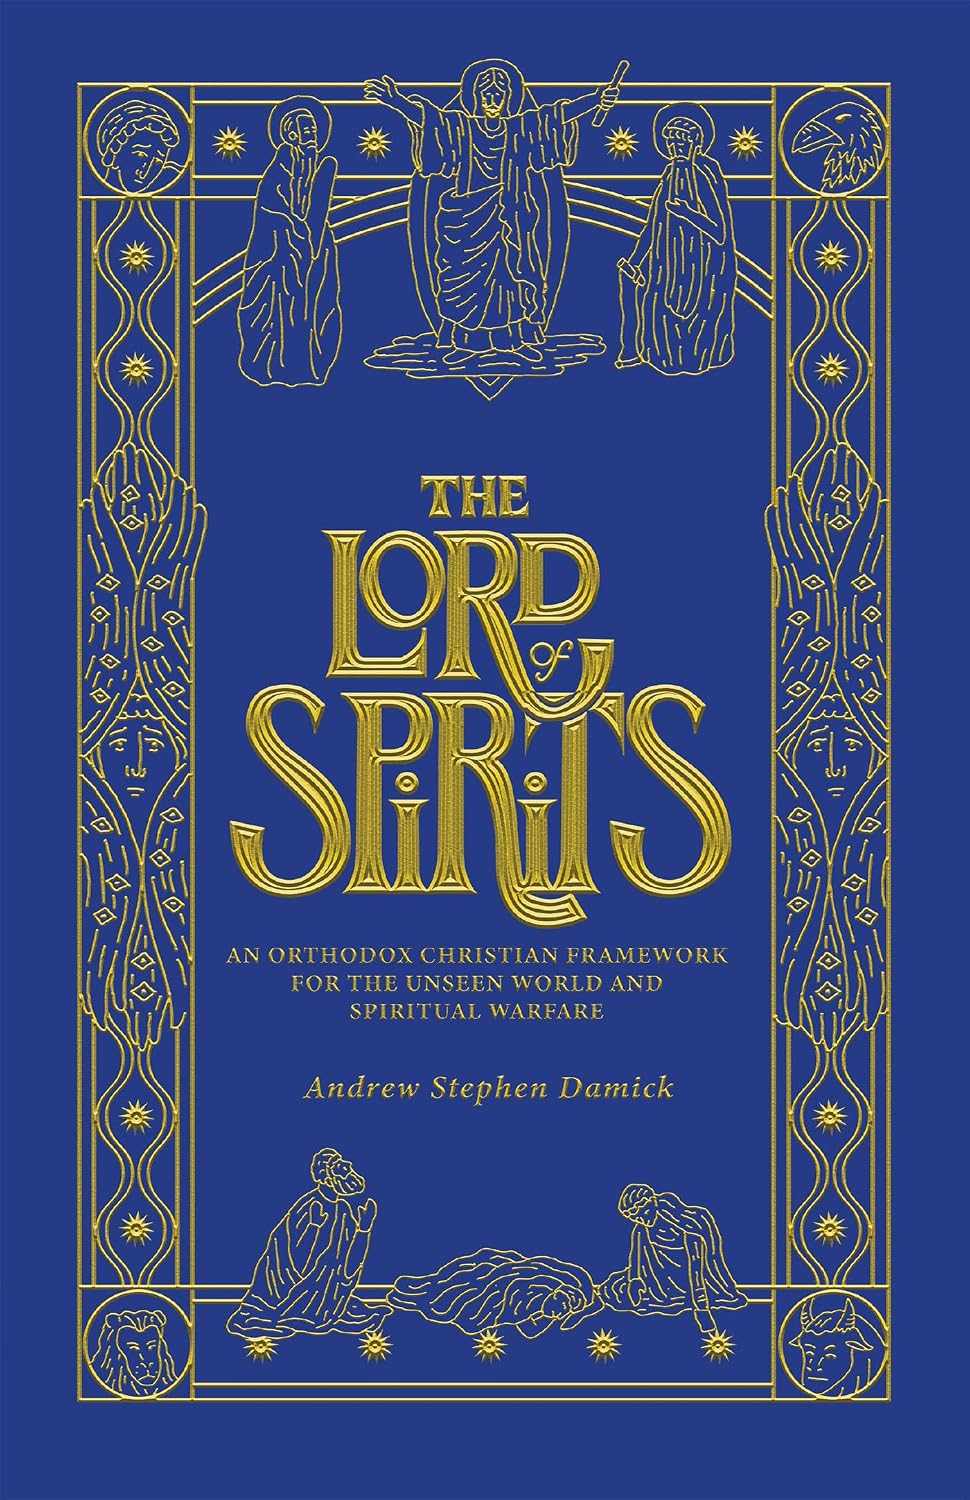 THE
LORD
of
SPIRITS
AN ORTHODOX CHRISTIAN FRAMEWORK
FOR THE UNSEEN WORLD AND
SPIRITUAL WARFARE
Andrew Stephen Damick